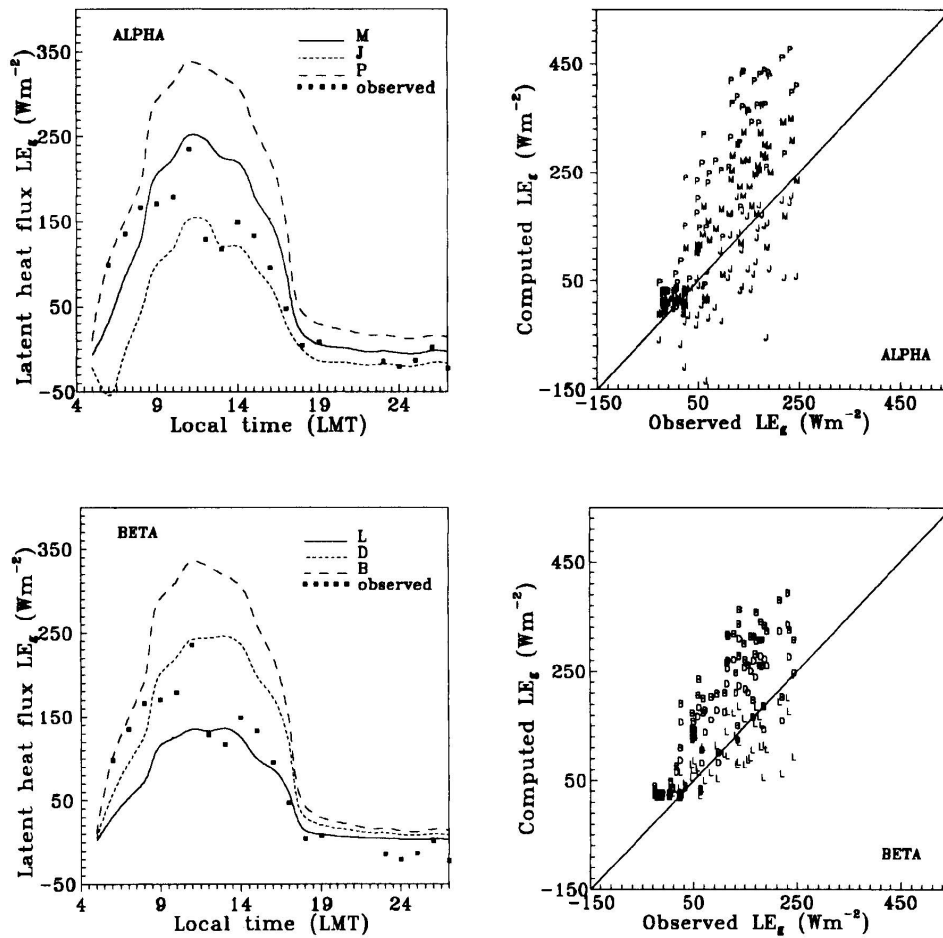 ALPHA
M
J
P
observed
350
250
150
50
-50
4
9
14
19
24
Latent heat flux LEg (Wm-2)
Local time (LMT)
450
250
50
-150
-150
50
250
450
Computed LEg (Wm-2)
Observed LEg (Wm-2)
ALPHA
BETA
L
D
B
observed
350
250
150
50
-50
4
9
14
19
24
Latent heat flux LEg (Wm-2)
Local time (LMT)
450
250
50
-150
-150
50
250
450
Computed LEg (Wm-2)
Observed LEg (Wm-2)
BETA